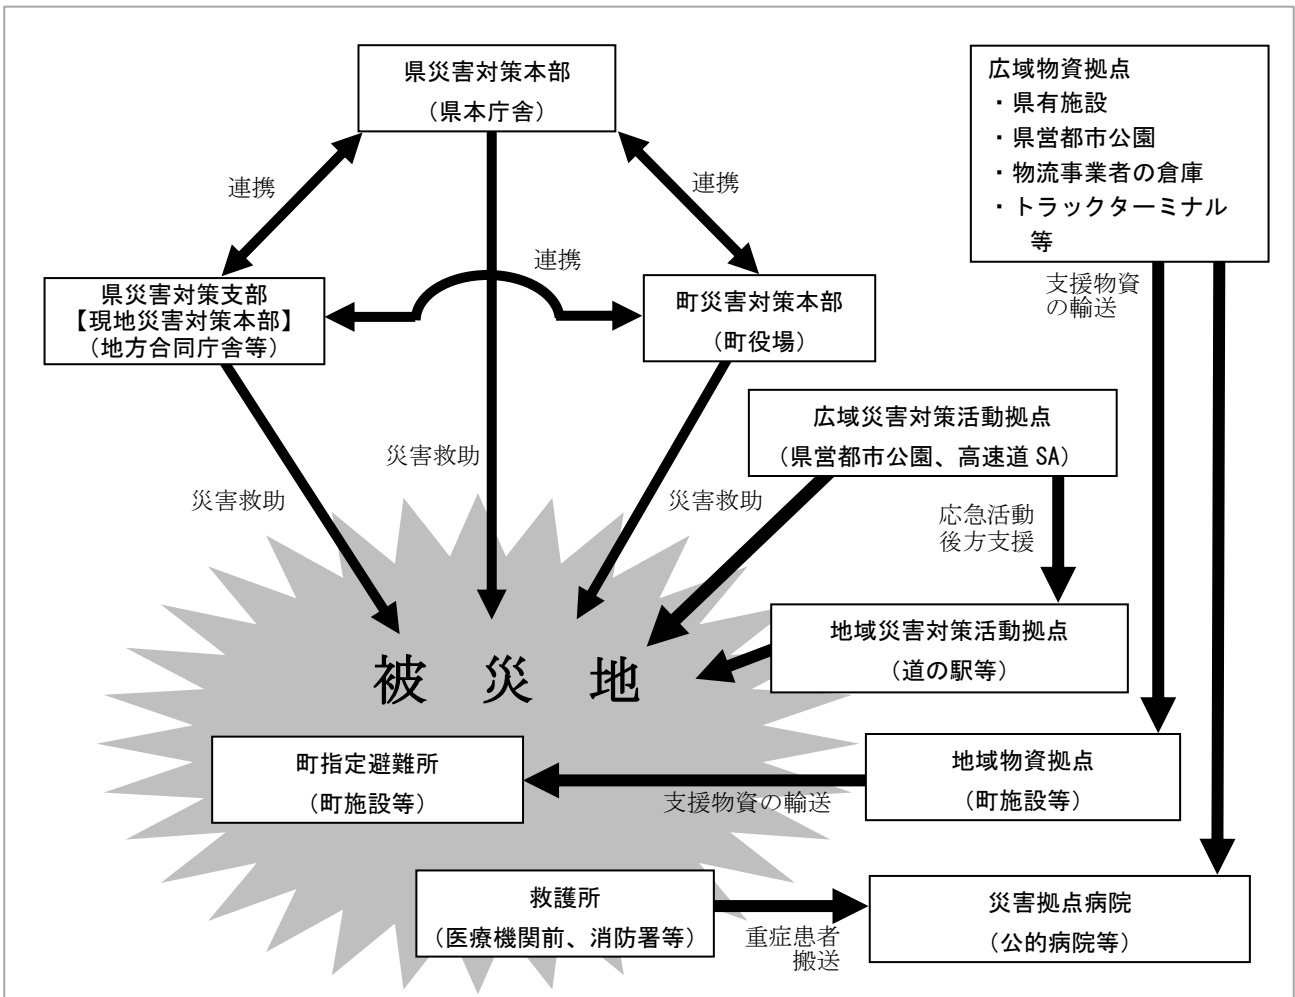 県災害対策本部
（県本庁舎）
広域物資拠点
・県有施設
・県営都市公園
・物流事業者の倉庫
・トラックターミナル
等
連携
連携
連携
県災害対策支部
【現地災害対策本部】
（地方合同庁舎等）
町災害対策本部
（町役場）
支援物資
の輸送
広域災害対策活動拠点
（県営都市公園、高速道 SA）
災害救助
災害救助
災害救助
応急活動
後方支援
地域災害対策活動拠点
（道の駅等）
被 災 地
町指定避難所
（町施設等）
支援物資の輸送
地域物資拠点
（町施設等）
救護所
（医療機関前、消防署等）
重症患者
搬送
災害拠点病院
（公的病院等）